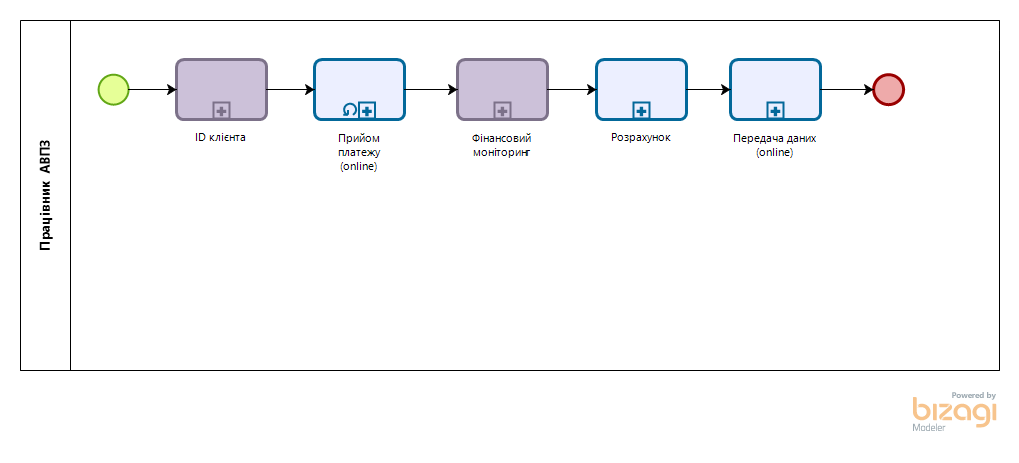 Працівник АВПЗ
ID клієнта
Прийом
платежу
(online)
Фінансовий
моніторинг
Розрахунок
Передача даних
(online)
Powered by
bizagi
Modeler